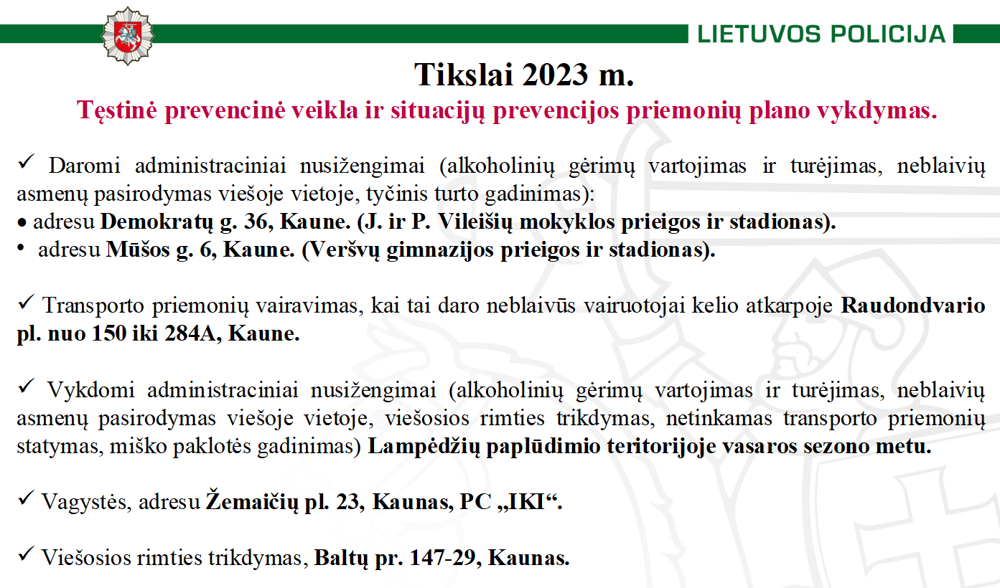 LIETUVOS POLICIJA
Tikslai 2023 m.
Tęstinė prevencinė veikla ir situacijų prevencijos priemonių plano vykdymas.
✓ Daromi administraciniai nusižengimai (alkoholinių gėrimų vartojimas ir turėjimas, neblaivių
asmenų pasirodymas viešoje vietoje, tyčinis turto gadinimas):
• adresu Demokratų g. 36, Kaune. (J. ir P. Vileišių mokyklos prieigos ir stadionas).
• adresu Mūšos g. 6, Kaune. (Veršvų gimnazijos prieigos ir stadionas).
✓ Transporto priemonių vairavimas, kai tai daro neblaivūs vairuotojai kelio atkarpoje Raudondvario
pl. nuo 150 iki 284A, Kaune.
✓ Vykdomi administraciniai nusižengimai (alkoholinių gėrimų vartojimas ir turėjimas, neblaivių
asmenų pasirodymas viešoje vietoje, viešosios rimties trikdymas, netinkamas transporto priemonių
statymas, miško paklotės gadinimas) Lampėdžių paplūdimio teritorijoje vasaros sezono metu.
✓ Vagystės, adresu Žemaičių pl. 23, Kaunas, PC „IKI“.
✓ Viešosios rimties trikdymas, Baltų pr. 147-29, Kaunas.